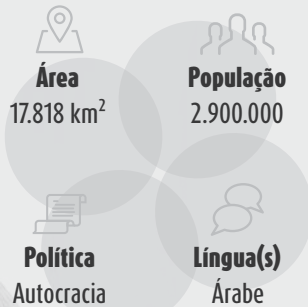 Área
17.818 km²
População
2.900.000
Política
Autocracia
Língua(s)
Árabe